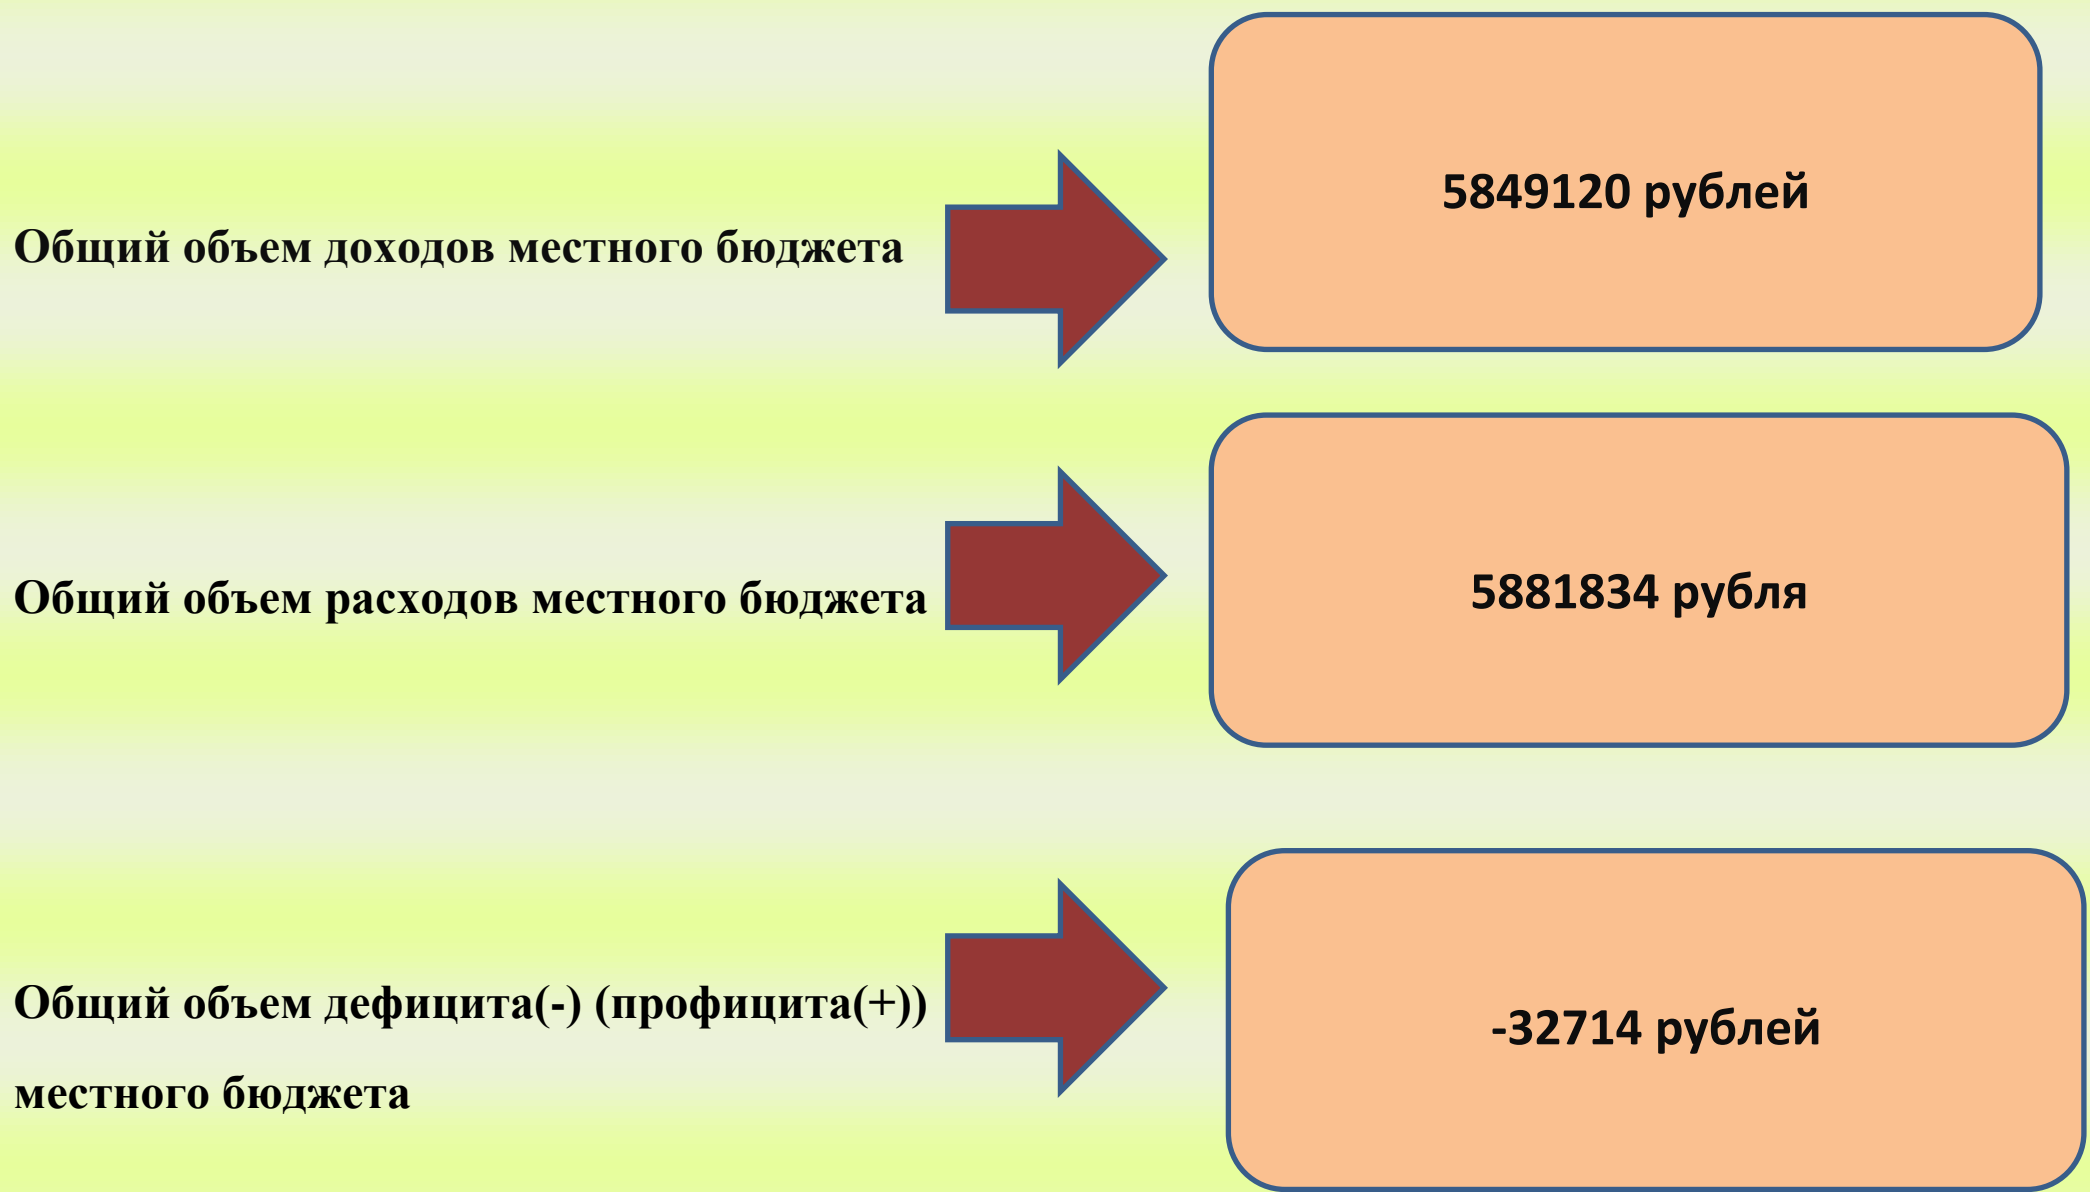 5849120 рублей
Общий объем доходов местного бюджета
5881834 рубля
Общий объем расходов местного бюджета
Общий объем дефицита(-) (профицита(+))
местного бюджета
-32714 рублей